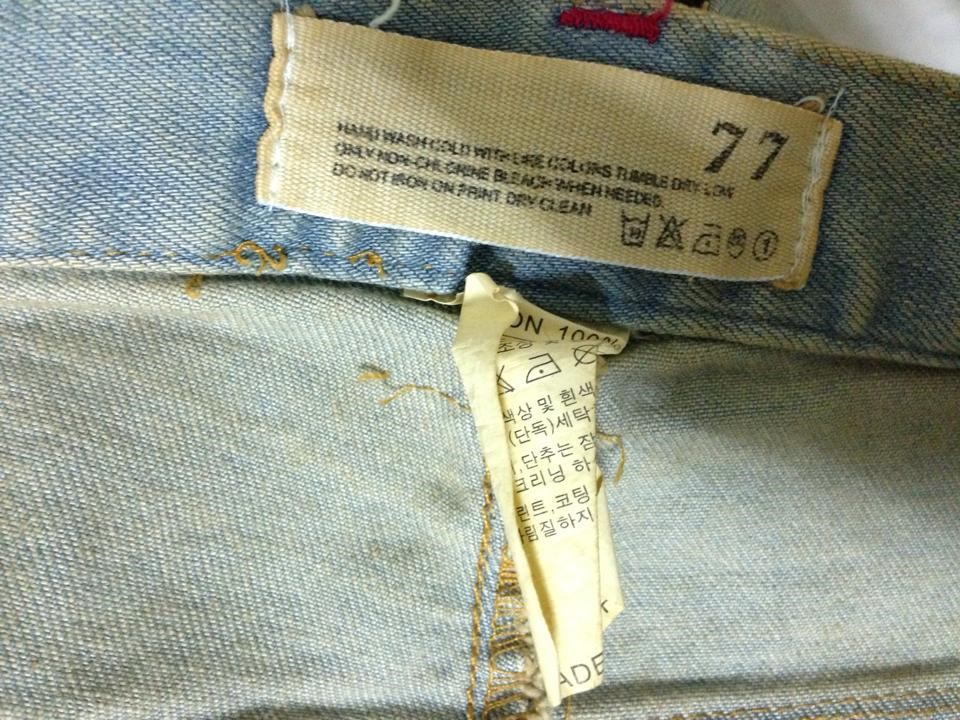 77
HAND WASH COLD WITH LIKE COLORS TUMBLE DRY LOW
ONLY NON-CHLORINE BLEACH WHEN NEEDED.
DO NOT IRON ON PRINT DRY CLEAN
ON 100%
색상 및 흰색
(단독)세탁
,단추는 잠
크리닝 하
린트,코팅
림질하지
ADE